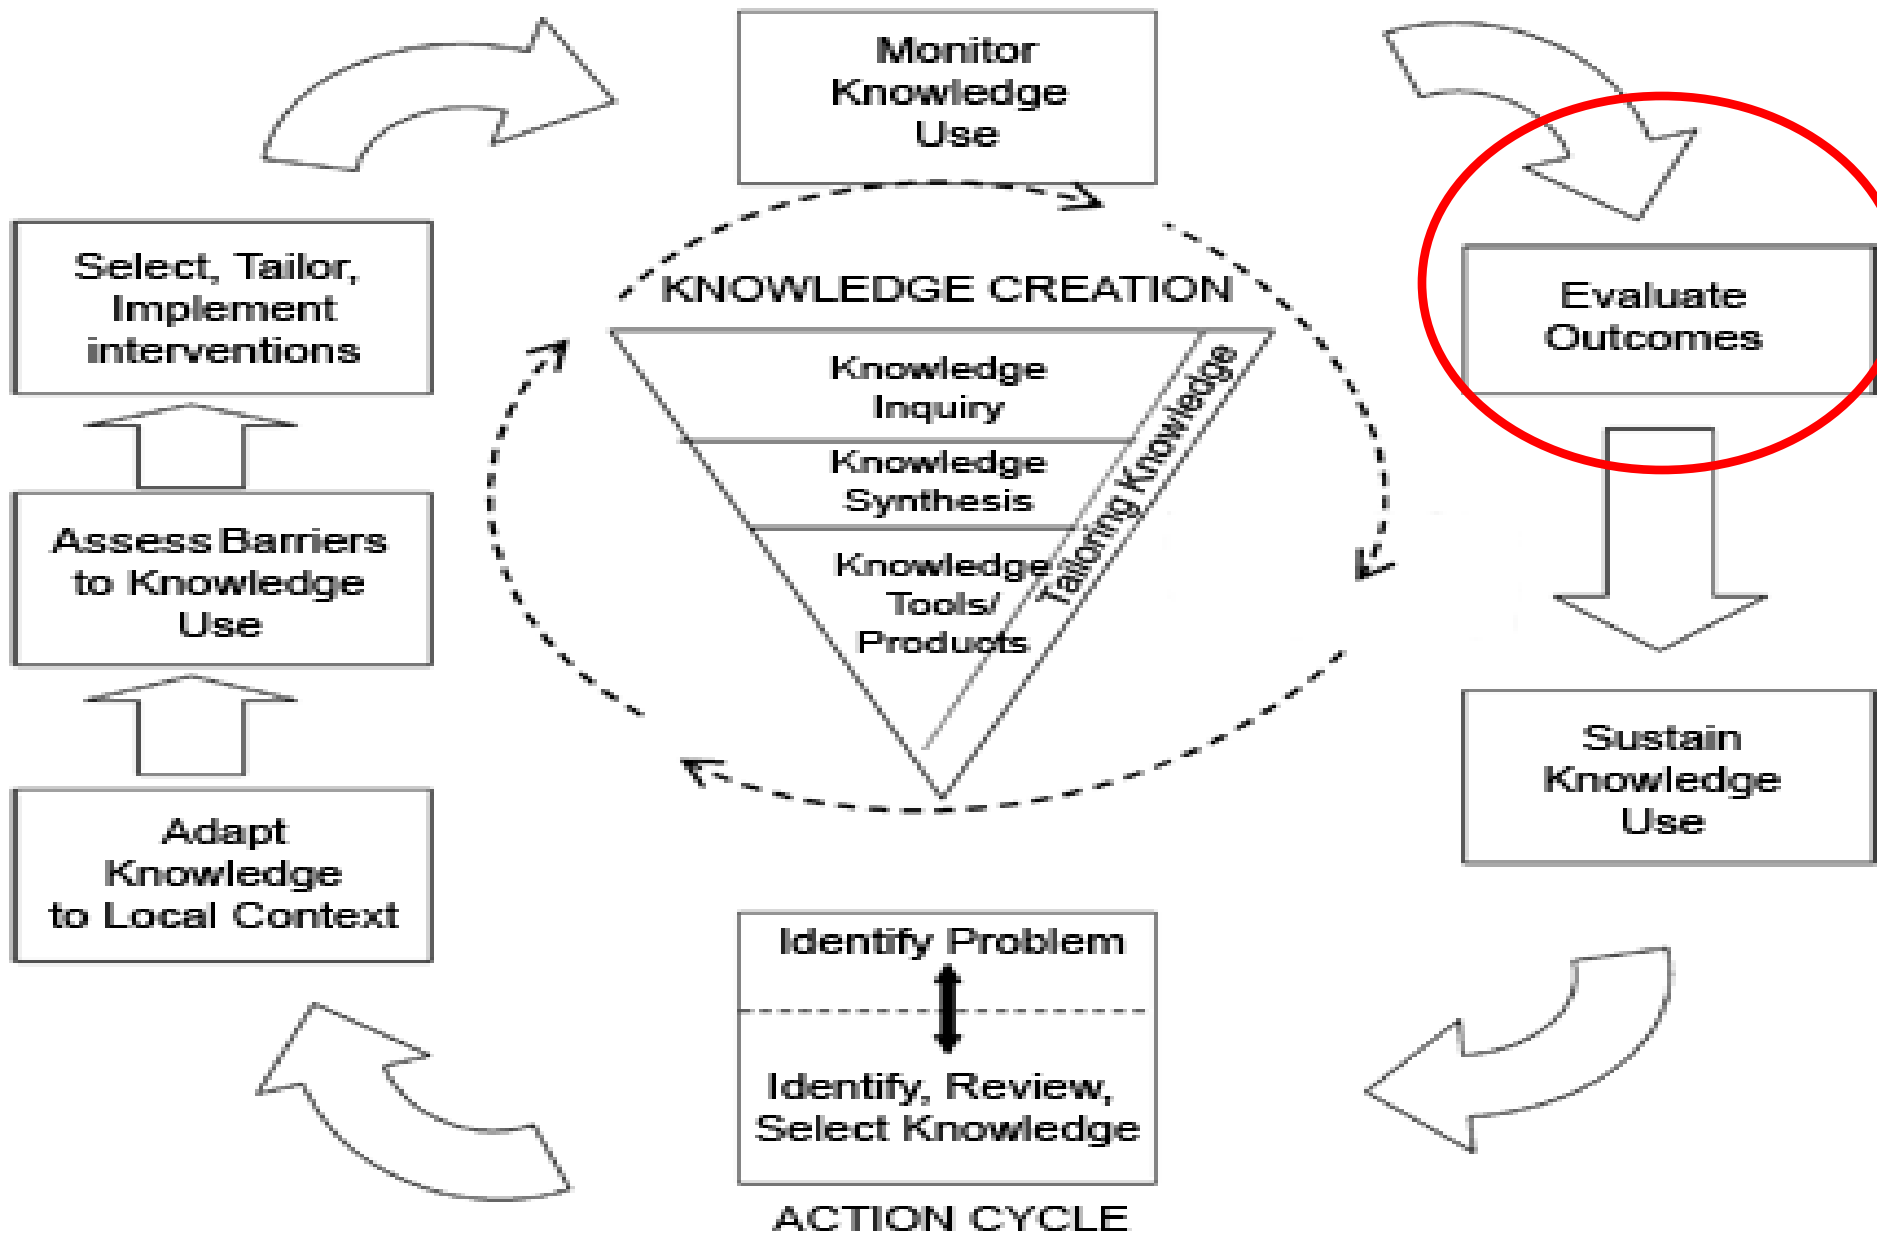 Monitor
Knowledge
Use
Select, Tailor,
Implement
interventions
Evaluate
Outcomes
KNOWLEDGE CREATION
Knowledge
Inquiry
Knowledge
Synthesis
Knowledge
Tools/
Products
Tailoring Knowledge
Assess Barriers
to Knowledge
Use
Sustain
Knowledge
Use
Adapt
Knowledge
to Local Context
Identify Problem
Identify, Review,
Select Knowledge
ACTION CYCLE